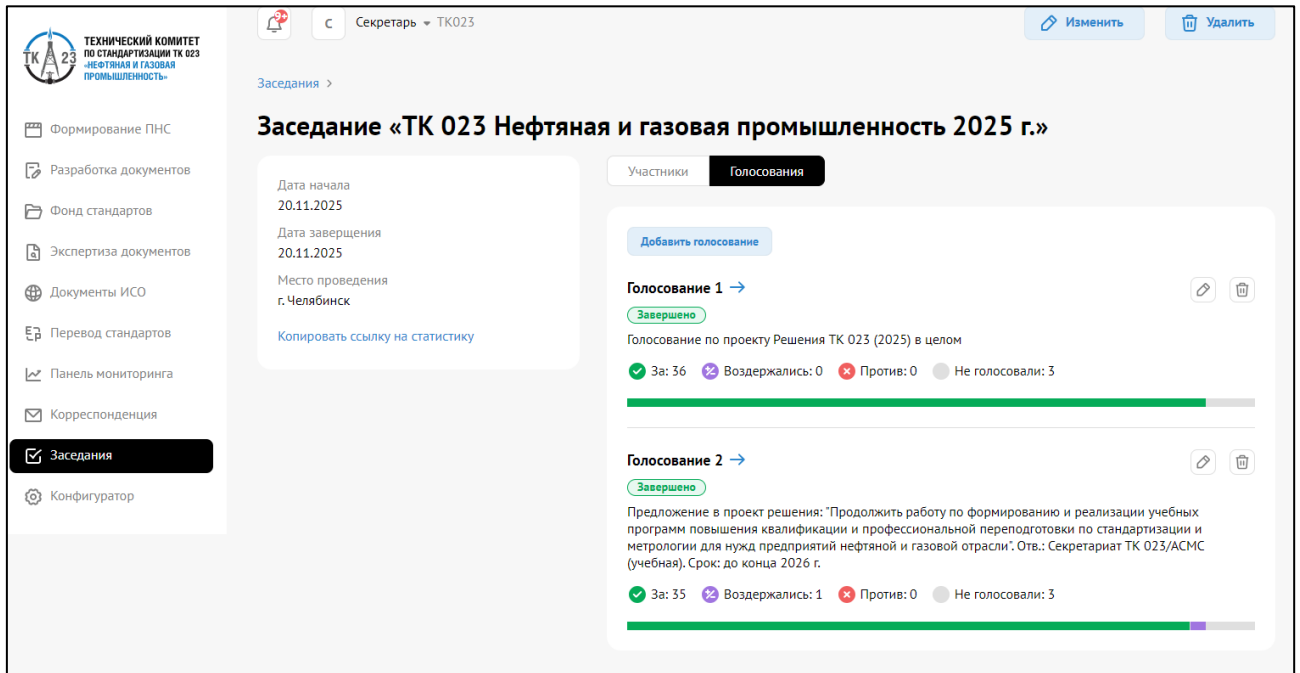 ТК 23
ТЕХНИЧЕСКИЙ КОМИТЕТ
ПО СТАНДАРТИЗАЦИИ ТК 023
«НЕФТЯНАЯ И ГАЗОВАЯ
ПРОМЫШЛЕННОСТЬ»
Формирование ПНС
Разработка документов
Фонд стандартов
Экспертиза документов
Документы ИСО
Перевод стандартов
Панель мониторинга
Корреспонденция
Заседания
Конфигуратор
9+
С
Секретарь ТК023
Изменить
Удалить
Заседания >
Заседание «ТК 023 Нефтяная и газовая промышленность 2025 г.»
Дата начала
20.11.2025
Дата завершения
20.11.2025
Место проведения
г. Челябинск
Копировать ссылку на статистику
Участники
Голосования
Добавить голосование
Голосование 1 →
Завершено
Голосование по проекту Решения ТК 023 (2025) в целом
За: 36 Воздержались: 0 Против: 0 Не голосовали: 3
Голосование 2 →
Завершено
Предложение в проект решения: "Продолжить работу по формированию и реализации учебных
программ повышения квалификации и профессиональной переподготовки по стандартизации и
метрологии для нужд предприятий нефтяной и газовой отрасли". Отв.: Секретариат ТК 023/АСМС
(учебная). Срок: до конца 2026 г.
За: 35 Воздержались: 1 Против: 0 Не голосовали: 3